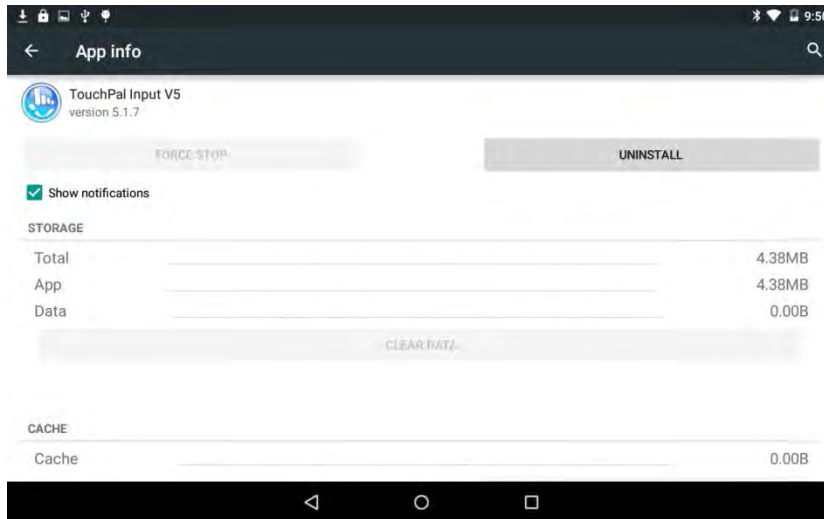 9:50
App info
TouchPal Input V5
version 5.1.7
FORCE STOP
UNINSTALL
Show notifications
STORAGE
Total 4.38MB
App 4.38MB
Data 0.00B
CLEAR DATA
CACHE
Cache 0.00B